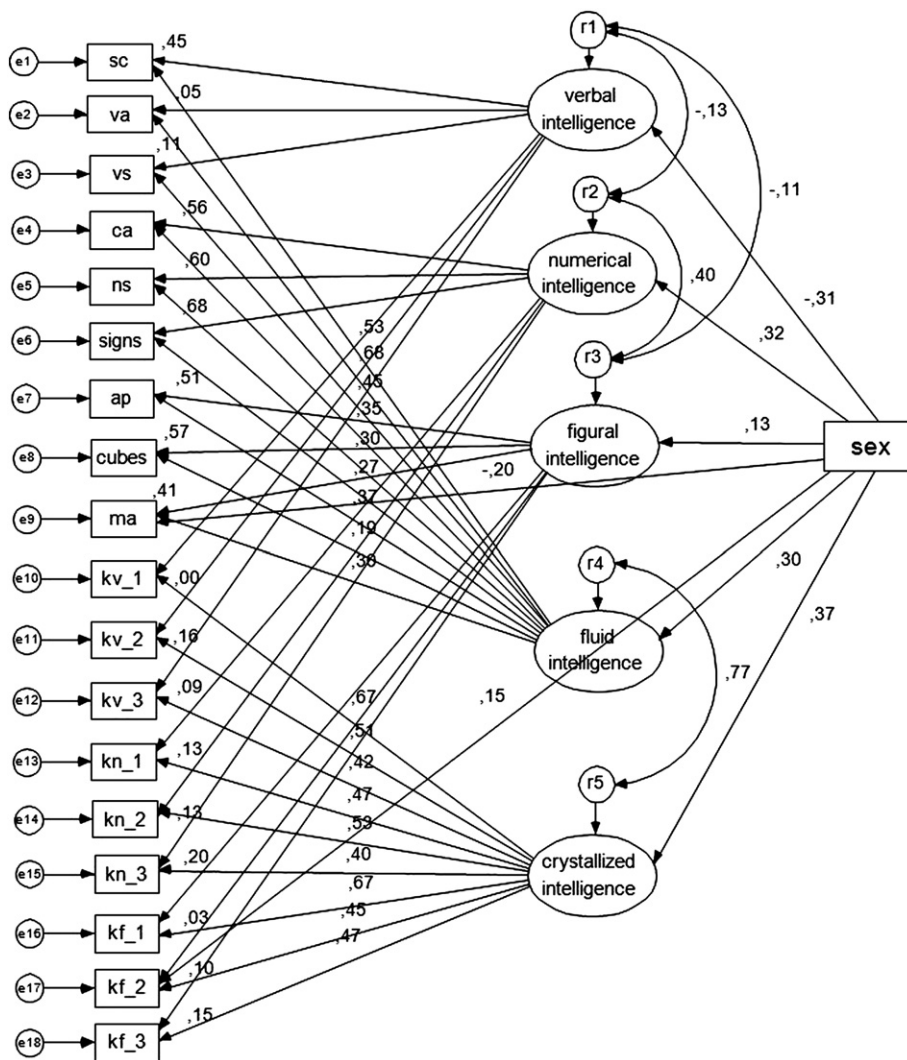 r1
e1
sc
,45
verbal
intelligence
e2
va
,05
-,13
e3
vs
,11
-,11
r2
e4
ca
,56
numerical
intelligence
e5
ns
,60
,40
-,31
,32
e6
signs
,68
,53
,68
r3
e7
ap
,51
,45
,35
figural
intelligence
,13
sex
e8
cubes
,57
,30
-,20
,27
e9
ma
,41
,37
,19
,30
e10
kv_1
,00
r4
,30
fluid
intelligence
,37
e11
kv_2
,16
,77
e12
kv_3
,09
,67
,15
,51
e13
kn_1
,13
,42
r5
e14
kn_2
,13
,47
,53
e15
kn_3
,20
,40
,67
crystallized
intelligence
e16
kf_1
,03
,45
,47
e17
kf_2
,10
e18
kf_3
,15